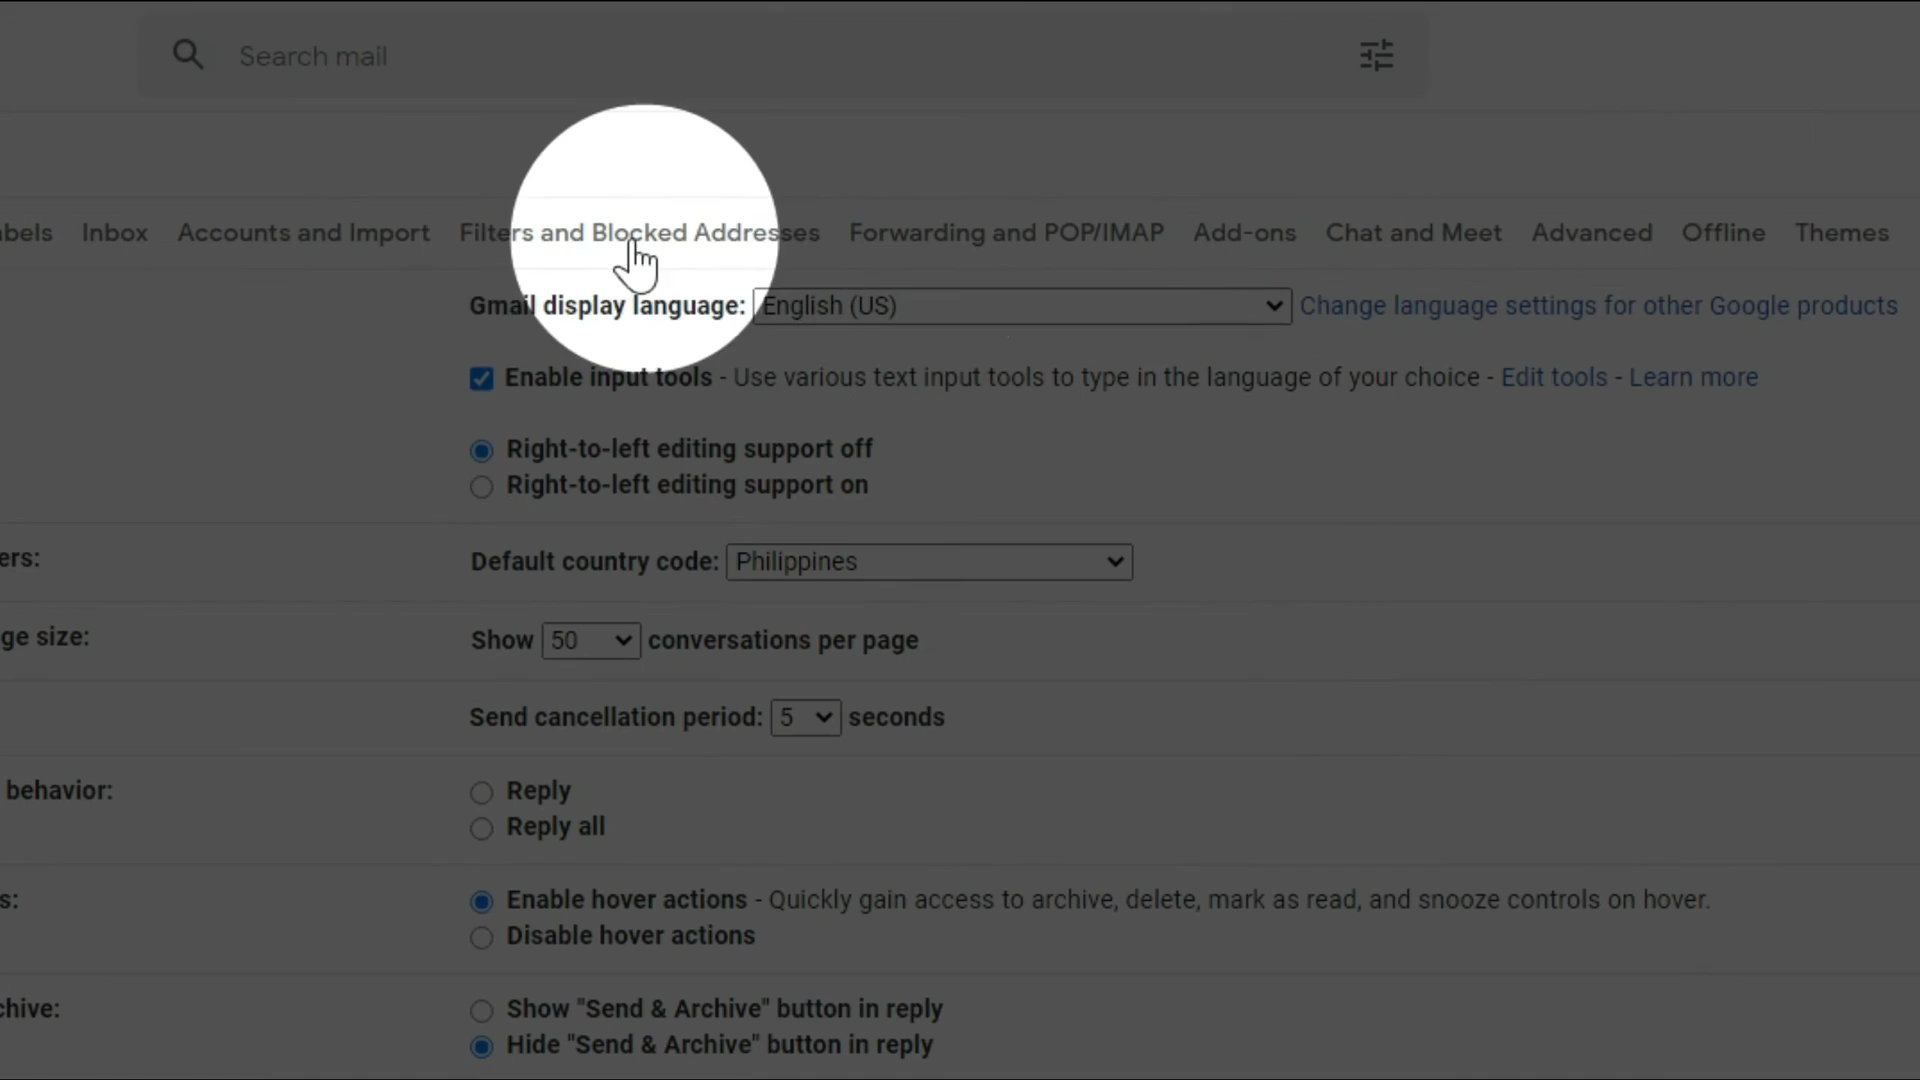 Search mail
abels Inbox Accounts and Import Filters and Blocked Addresses Forwarding and POP/IMAP Add-ons Chat and Meet Advanced Offline Themes
Gmail display language: English (US) Change language settings for other Google products
Enable input tools - Use various text input tools to type in the language of your choice - Edit tools - Learn more
Right-to-left editing support off
Right-to-left editing support on
ers: Default country code: Philippines
ge size: Show 50 conversations per page
Send cancellation period: 5 seconds
behavior: Reply
Reply all
s: Enable hover actions - Quickly gain access to archive, delete, mark as read, and snooze controls on hover.
Disable hover actions
chive: Show "Send & Archive" button in reply
Hide "Send & Archive" button in reply